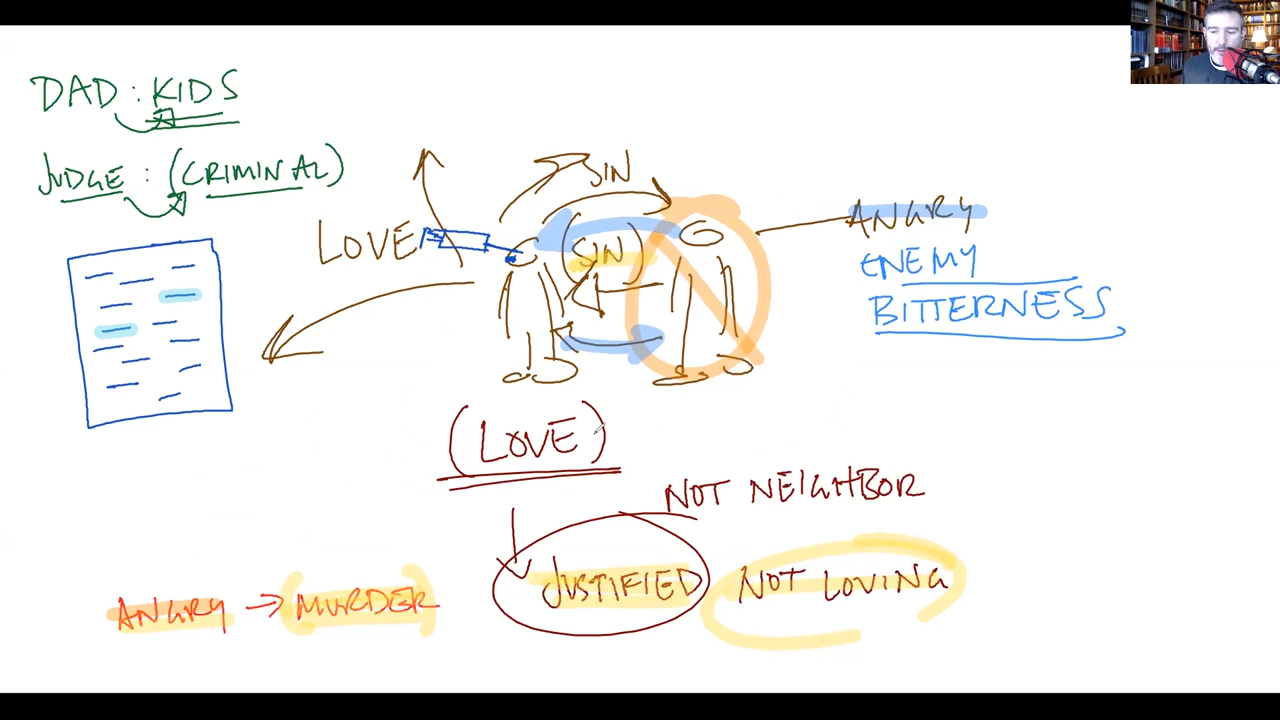 DAD : KIDS
JUDGE : (CRIMINAL)
SIN
LOVE
(SIN)
ANGRY
ENEMY
BITTERNESS
(LOVE)
NOT NEIGHBOR
JUSTIFIED
NOT LOVING
ANGRY → [MURDER]